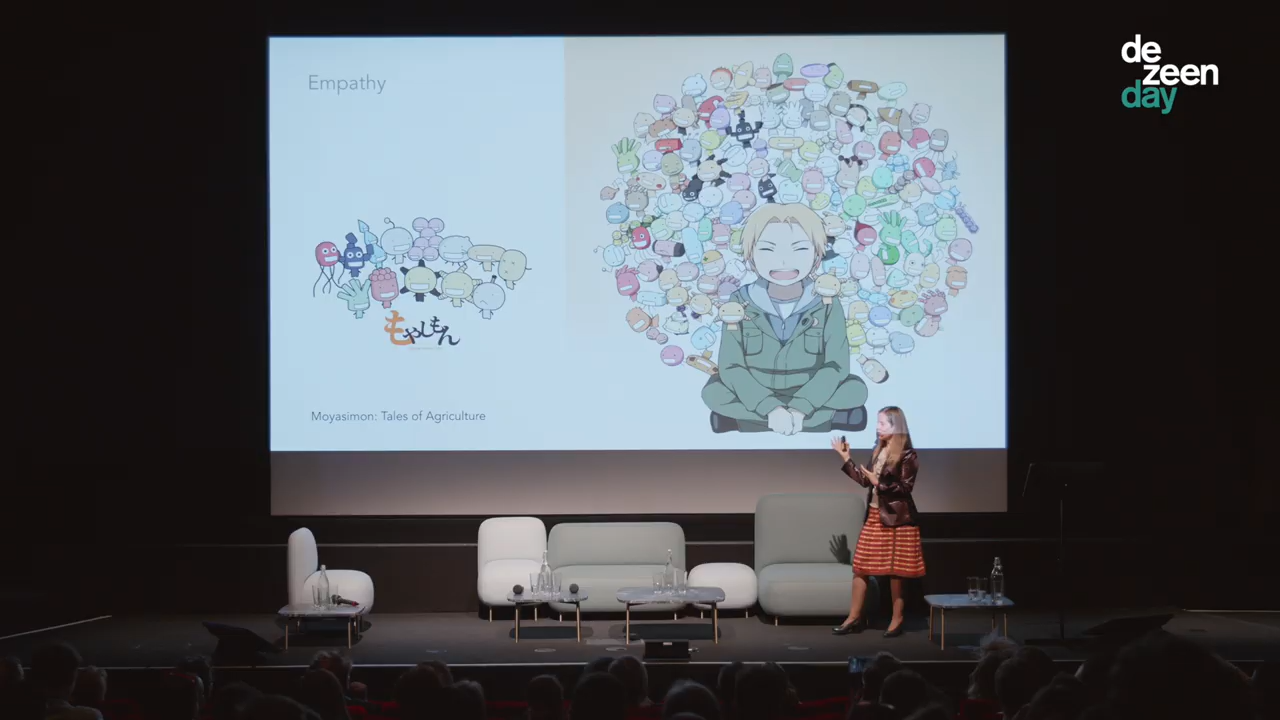 Empathy
もやしもん
Moyasimon: Tales of Agriculture
de
zeen
day